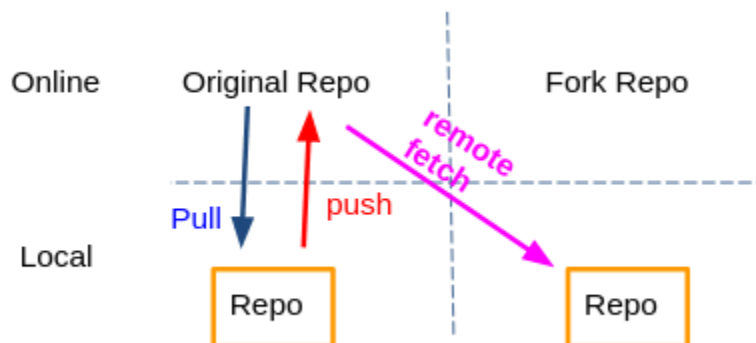 Online
Original Repo
Fork Repo
remote
fetch
Pull
push
Local
Repo
Repo